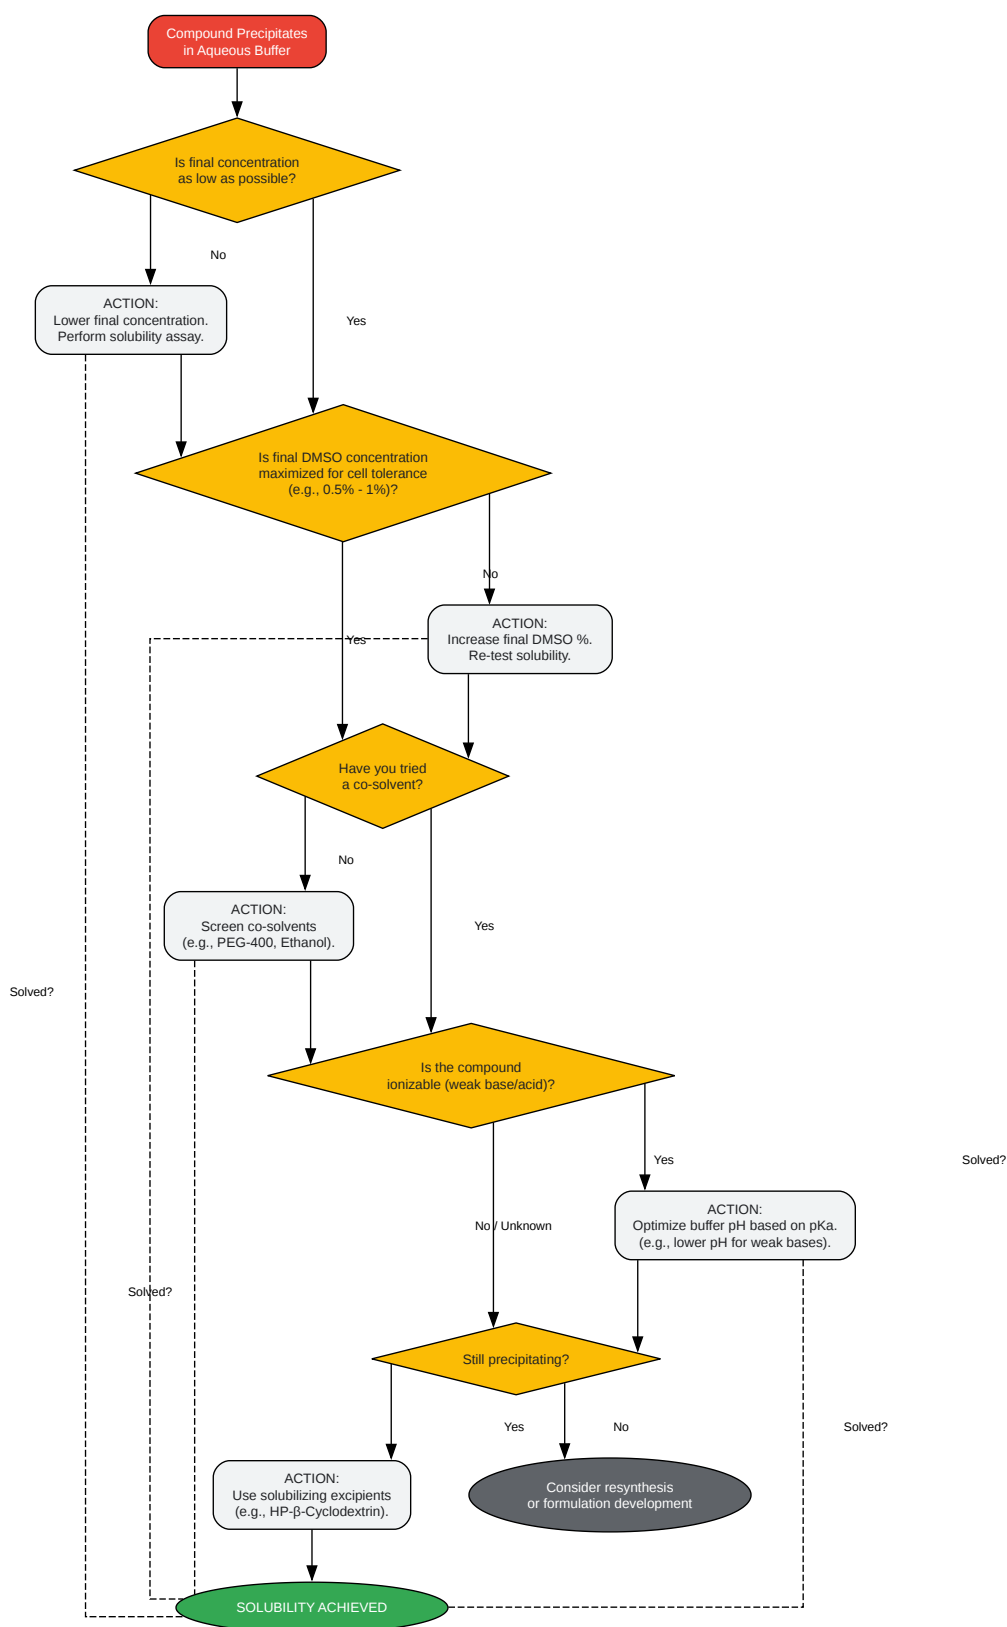 Compound Precipitates
in Aqueous Buffer
Is final concentration
as low as possible?
No
ACTION:
Lower final concentration.
Perform solubility assay.
Yes
Is final DMSO concentration
maximized for cell tolerance
(e.g., 0.5% - 1%)?
No
ACTION:
Increase final DMSO %.
Re-test solubility.
Yes
Have you tried
a co-solvent?
No
ACTION:
Screen co-solvents
(e.g., PEG-400, Ethanol).
Yes
Solved?
Is the compound
ionizable (weak base/acid)?
Yes
Solved?
ACTION:
Optimize buffer pH based on pKa.
(e.g., lower pH for weak bases).
No / Unknown
Solved?
Still precipitating?
Yes
No
Solved?
ACTION:
Use solubilizing excipients
(e.g., HP-β-Cyclodextrin).
Consider resynthesis
or formulation development
SOLUBILITY ACHIEVED